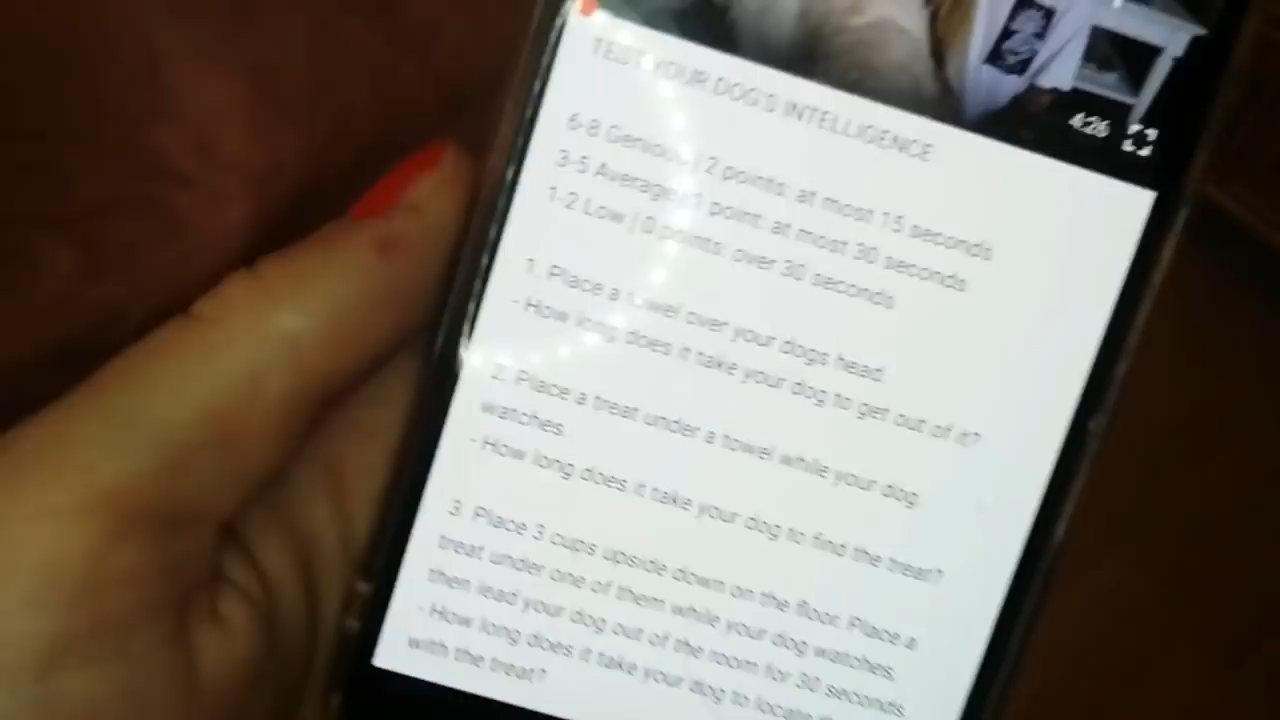 4:26
TEST YOUR DOG'S INTELLIGENCE
6-8 Genious | 2 points: at most 15 seconds
3-5 Average | 1 point: at most 30 seconds
1-2 Low | 0 points: over 30 seconds
1. Place a towel over your dogs head.
- How long does it take your dog to get out of it?
2. Place a treat under a towel while your dog
watches.
- How long does it take your dog to find the treat?
3. Place 3 cups upside down on the floor. Place a
treat under one of them while your dog watches,
then lead your dog out of the room for 30 seconds
- How long does it take your dog to locate
with the treat?